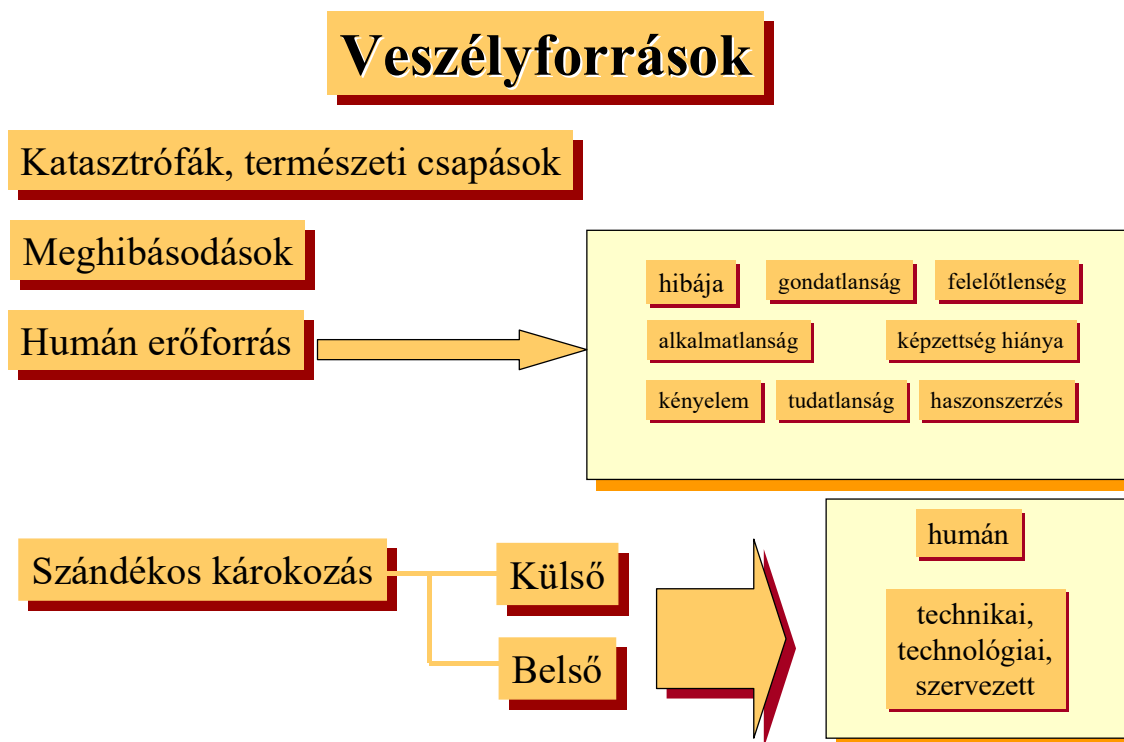 Veszélyforrások
Katasztrófák, természeti csapások
Meghibásodások
Humán erőforrás
hibája
gondatlanság
felelőtlenség
alkalmatlanság
képzettség hiánya
kényelem
tudatlanság
haszonszerzés
Szándékos károkozás
Külső
Belső
humán
technikai,
technológiai,
szervezett